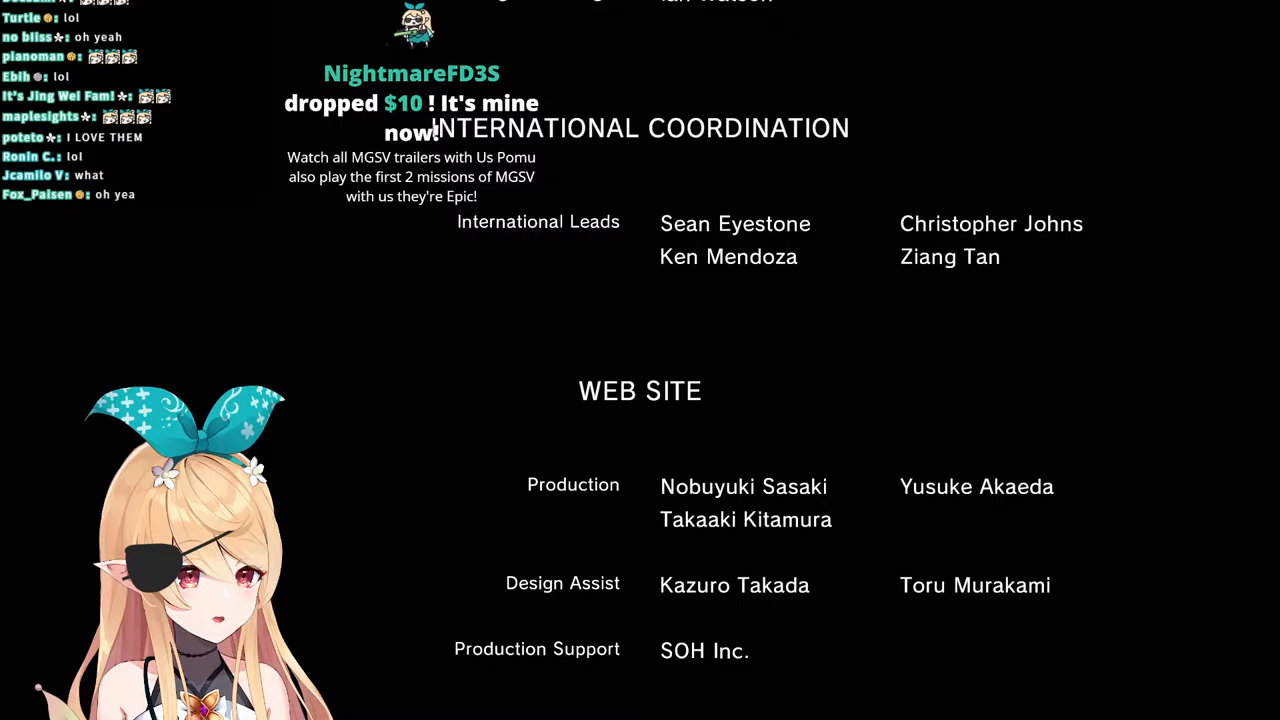 Turtle: lol
no bliss: oh yeah
pianoman:
Ebih: lol
It's Jing Wei Fam!:
maplesights:
poteto: I LOVE THEM
Ronin C.: lol
Jcamilo V: what
Fox_Paisen: oh yea
NightmareFD3S
dropped $10 ! It's mine
now!
Watch all MGSV trailers with Us Pomu
also play the first 2 missions of MGSV
with us they're Epic!
INTERNATIONAL COORDINATION
International Leads Sean Eyestone Christopher Johns
Ken Mendoza Ziang Tan
WEB SITE
Production Nobuyuki Sasaki Yusuke Akaeda
Takaaki Kitamura
Design Assist Kazuro Takada Toru Murakami
Production Support SOH Inc.